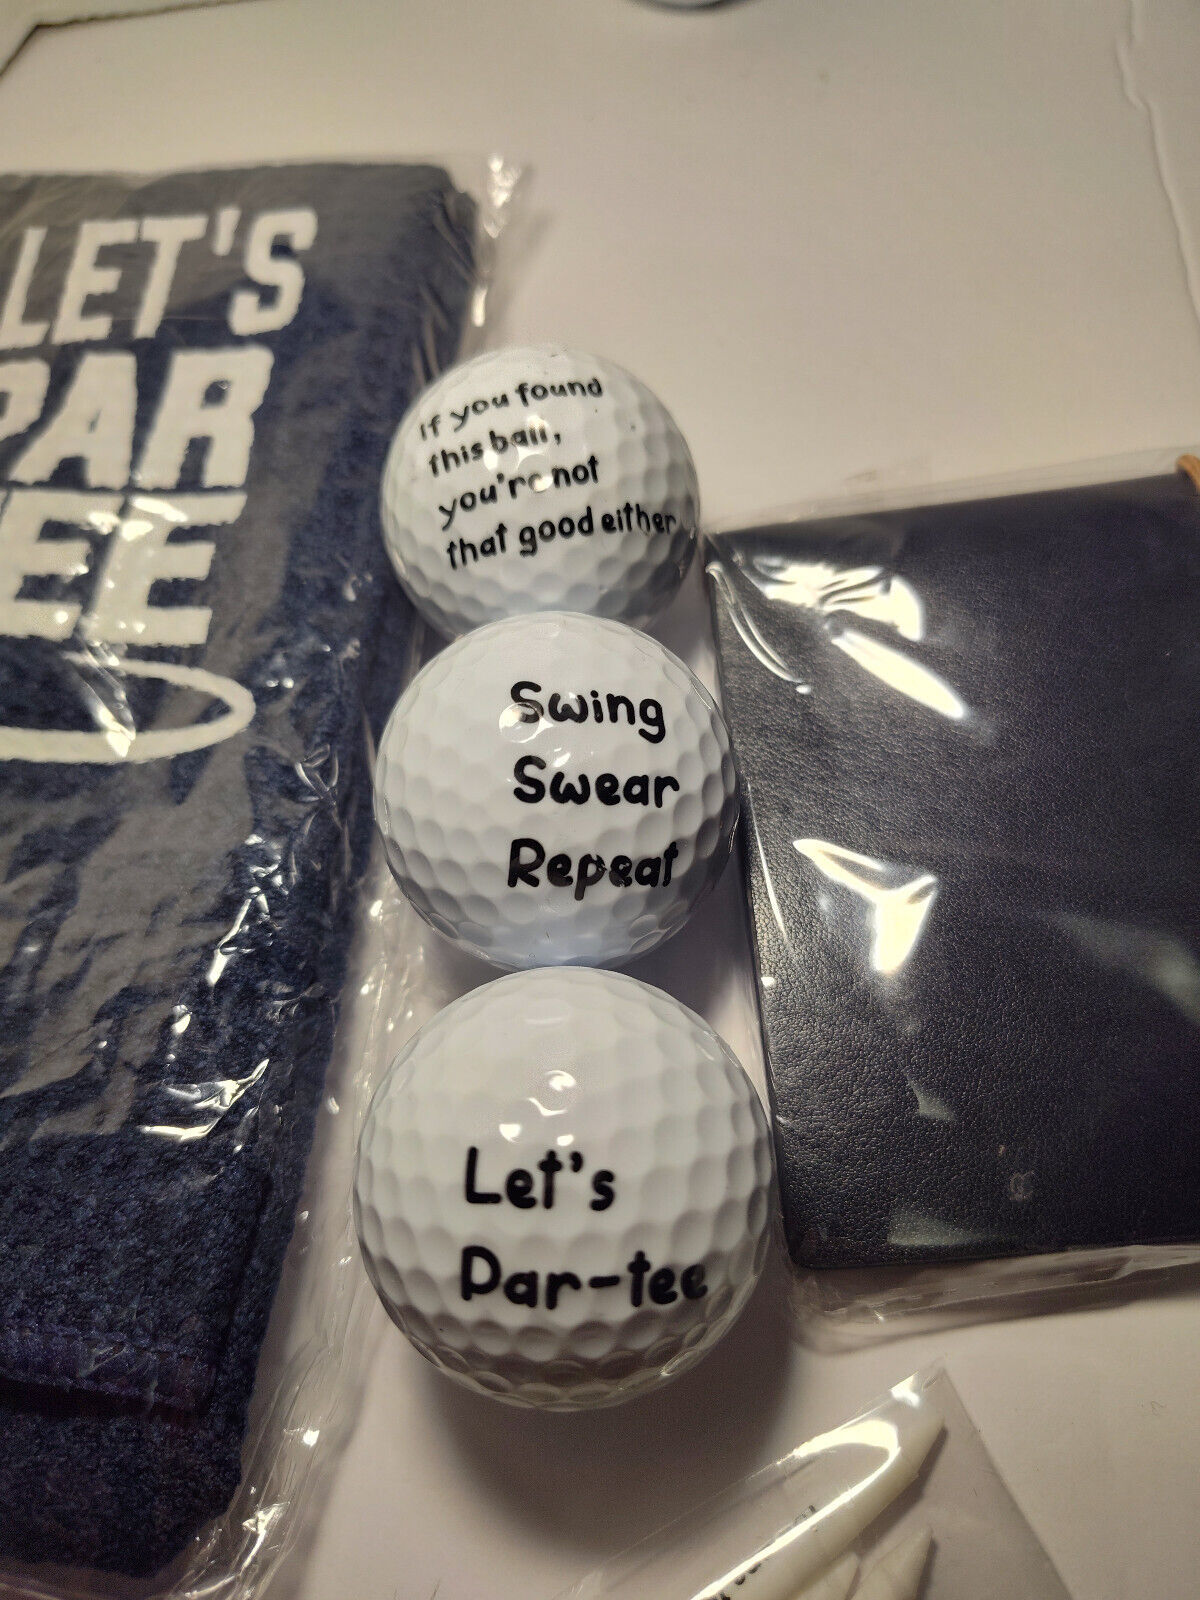 LET'S
PAR
EE
If you found
this ball,
you're not
that good either
Swing
Swear
Repeat
Let's
Par-tee